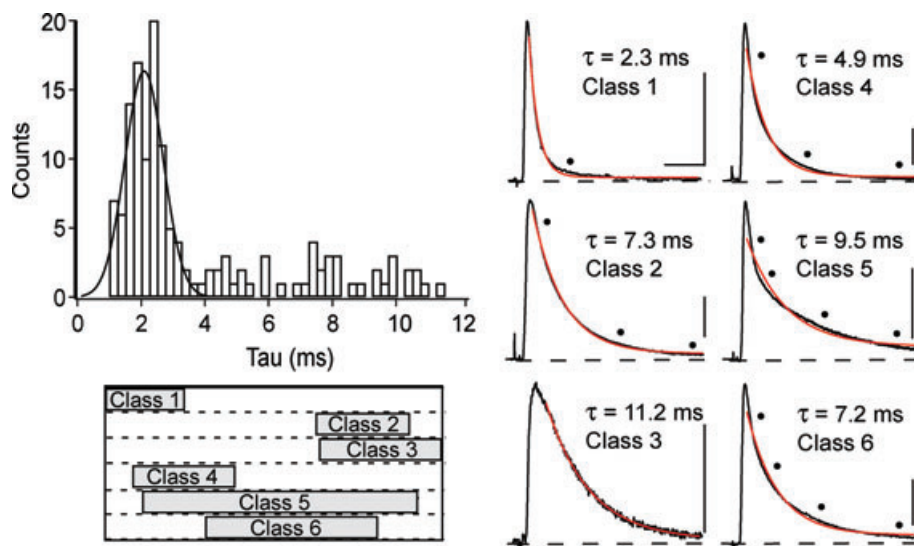 20
15
10
5
0
Counts
0 2 4 6 8 10 12
Tau (ms)
Class 1
Class 2
Class 3
Class 4
Class 5
Class 6
τ = 2.3 ms
Class 1
τ = 4.9 ms
Class 4
τ = 7.3 ms
Class 2
τ = 9.5 ms
Class 5
τ = 11.2 ms
Class 3
τ = 7.2 ms
Class 6